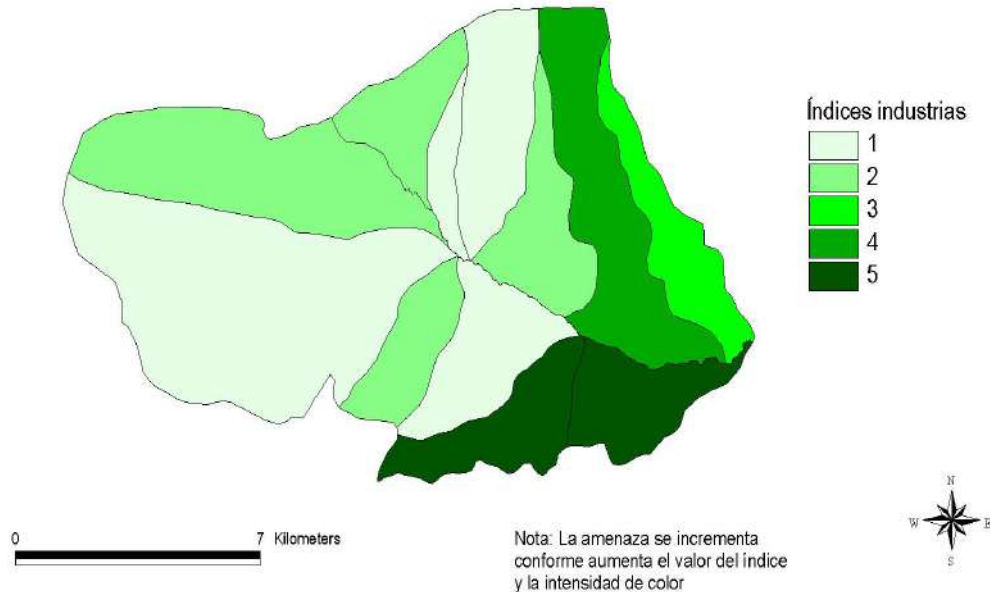 Índices industrias
1
2
3
4
5
0 7 Kilometers
Nota: La amenaza se incrementa
conforme aumenta el valor del índice
y la intensidad de color
N
W E
S